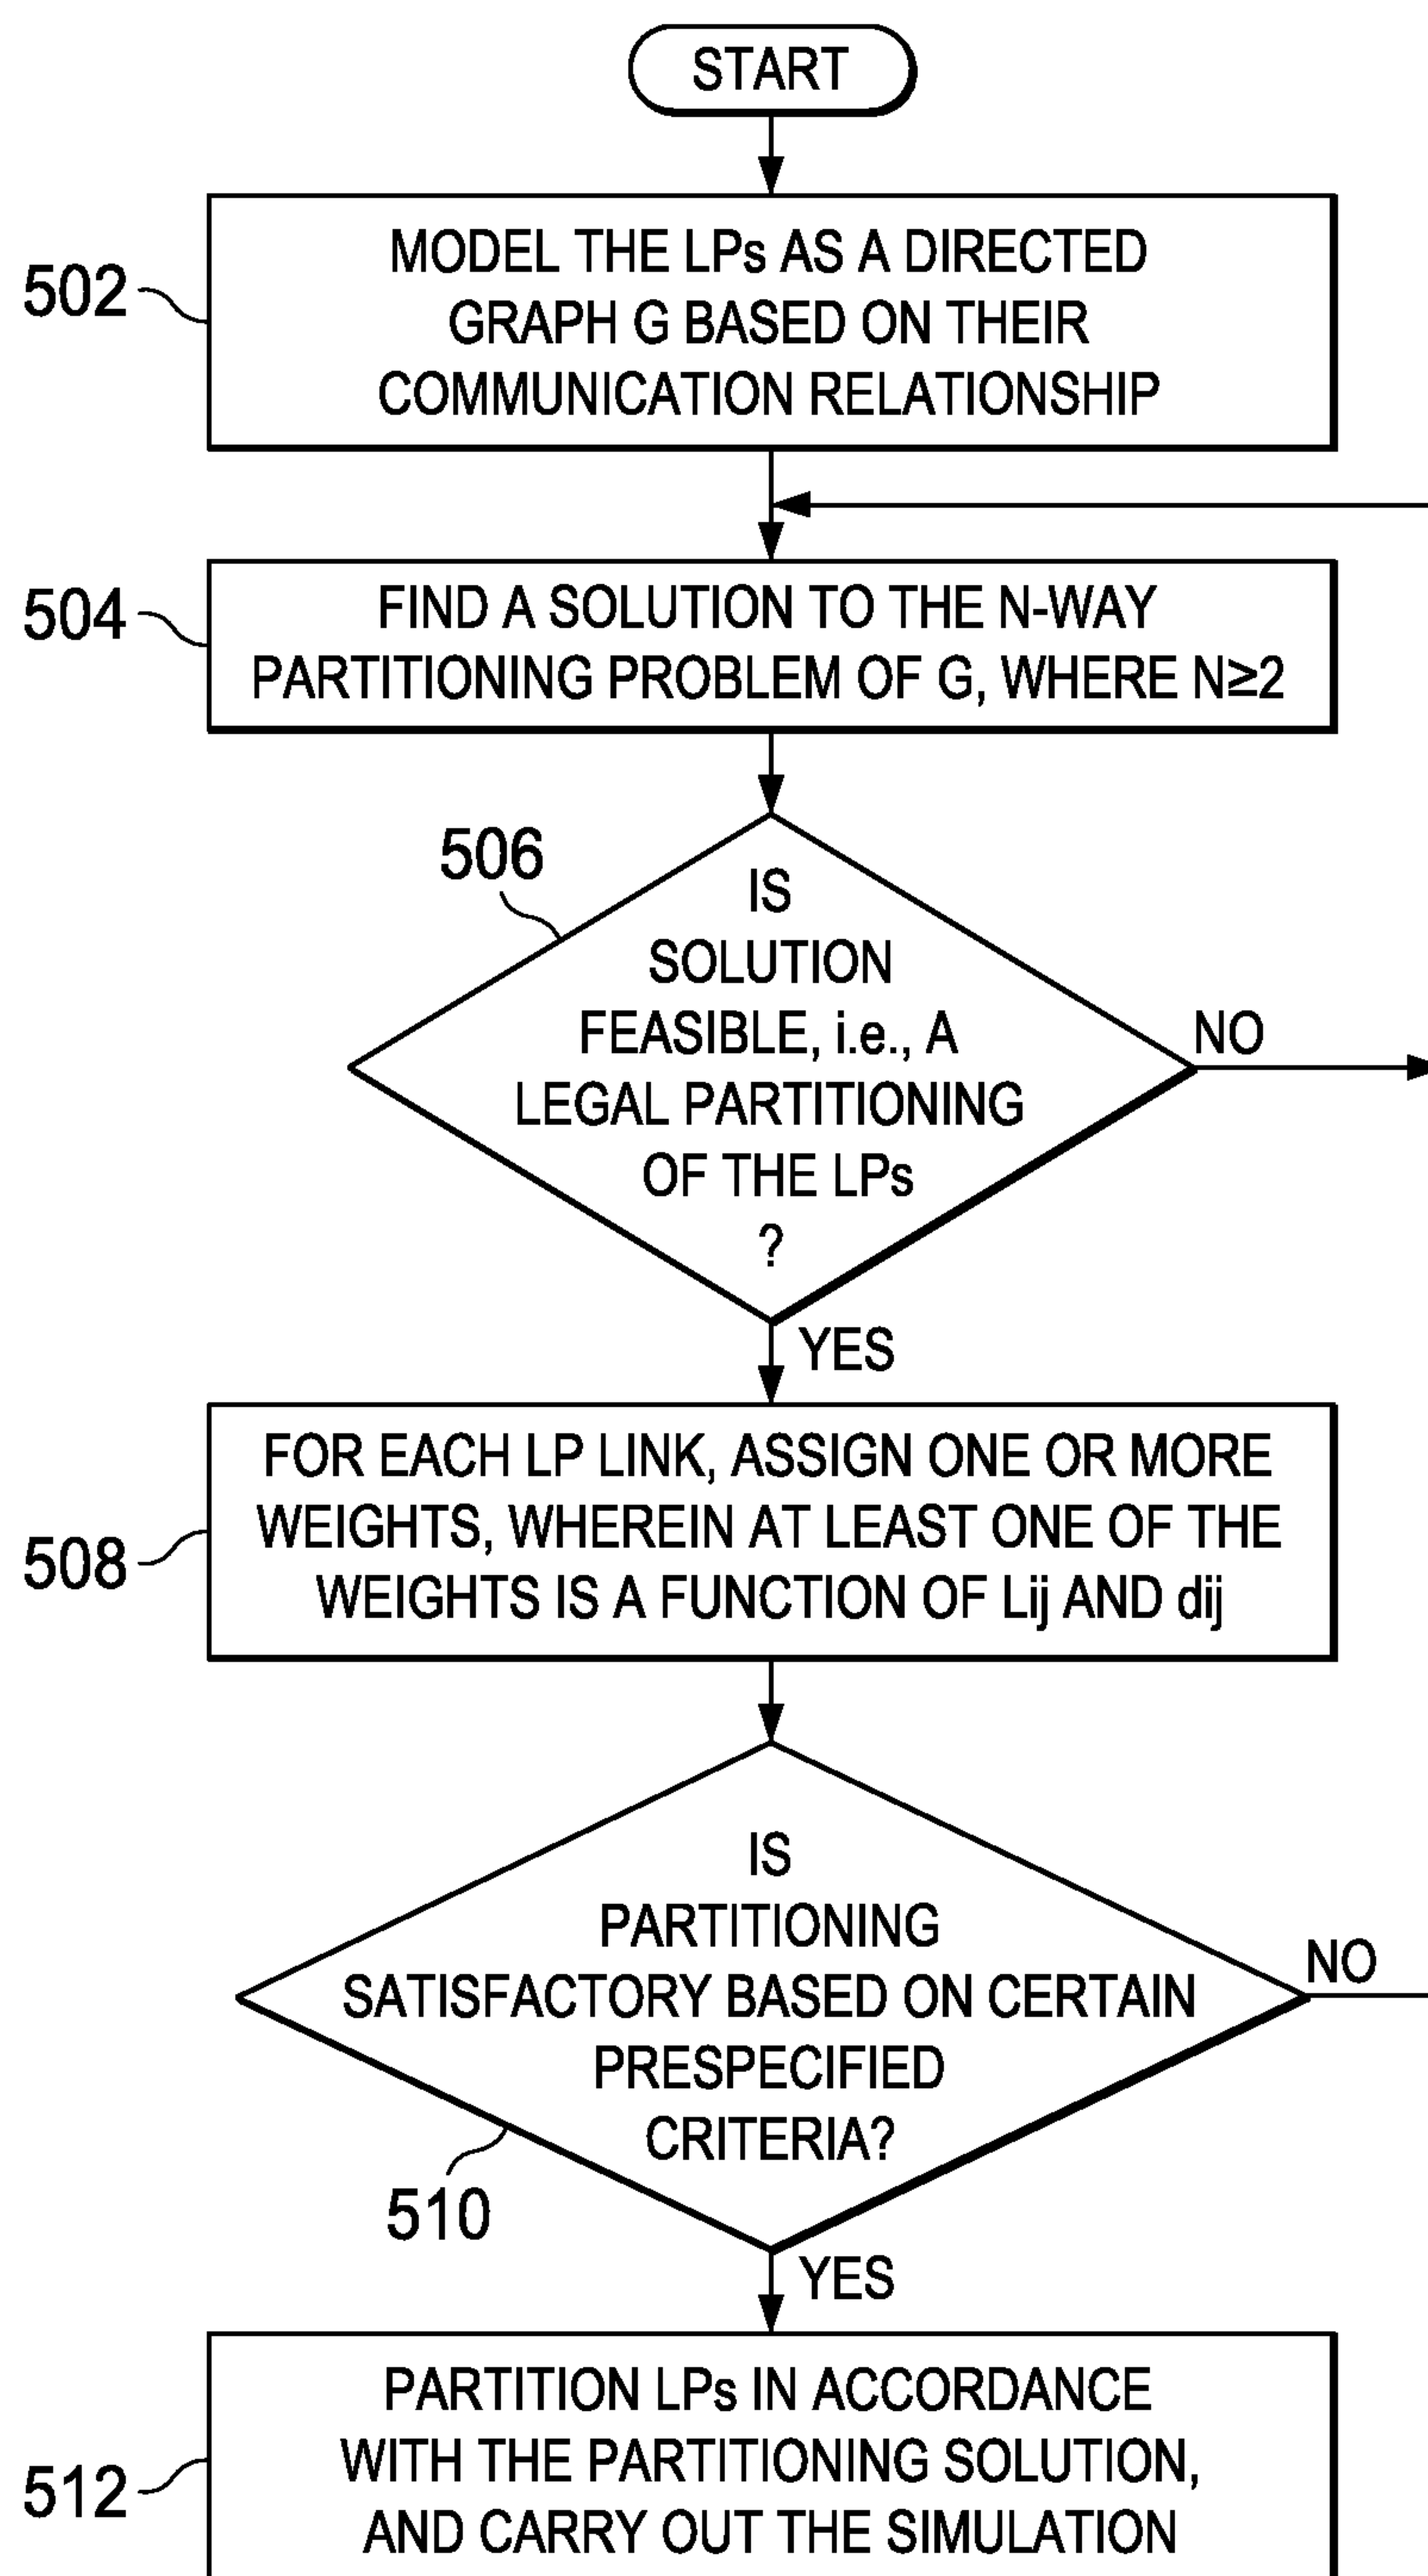 START
502
MODEL THE LPs AS A DIRECTED
GRAPH G BASED ON THEIR
COMMUNICATION RELATIONSHIP
504
FIND A SOLUTION TO THE N-WAY
PARTITIONING PROBLEM OF G, WHERE N≥2
506
IS
SOLUTION
FEASIBLE, i.e., A
LEGAL PARTITIONING
OF THE LPs
?
NO
YES
508
FOR EACH LP LINK, ASSIGN ONE OR MORE
WEIGHTS, WHEREIN AT LEAST ONE OF THE
WEIGHTS IS A FUNCTION OF Lij AND dij
IS
PARTITIONING
SATISFACTORY BASED ON CERTAIN
PRESPECIFIED
CRITERIA?
NO
510
YES
512
PARTITION LPs IN ACCORDANCE
WITH THE PARTITIONING SOLUTION,
AND CARRY OUT THE SIMULATION